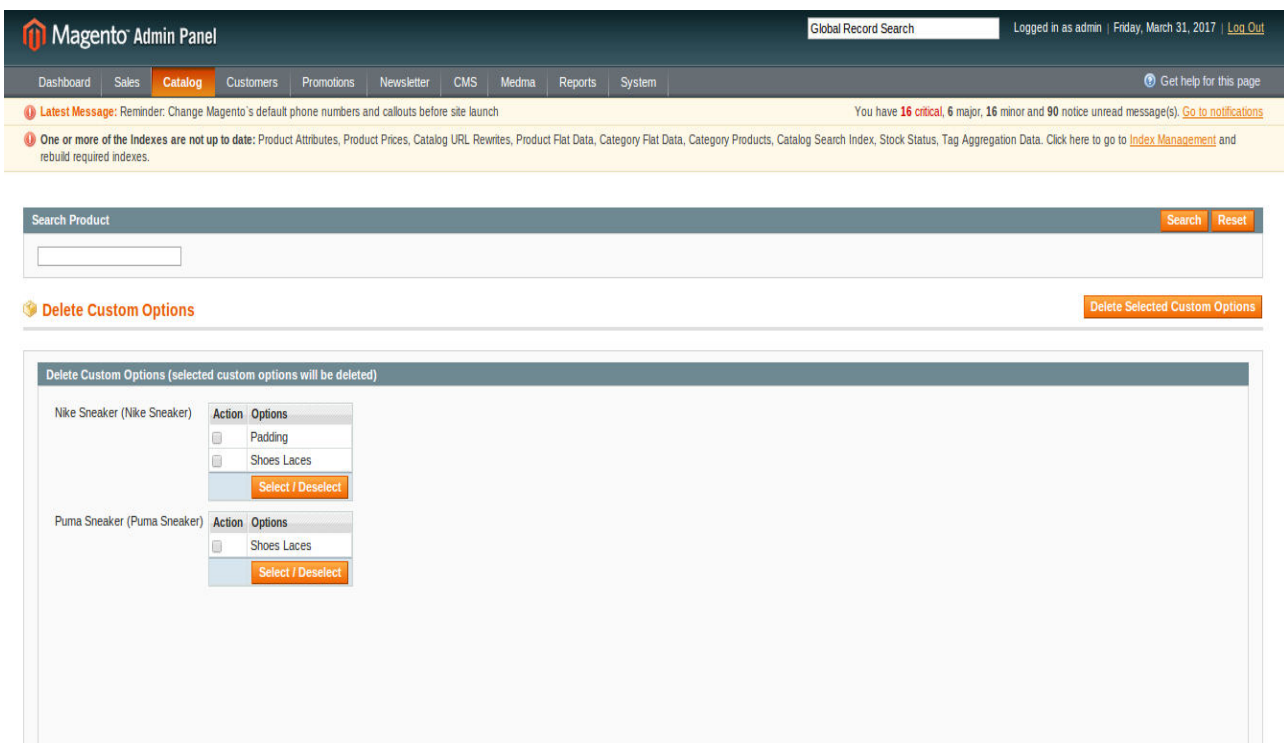 Magento Admin Panel
Global Record Search
Logged in as admin | Friday, March 31, 2017 | Log Out
Dashboard Sales Catalog Customers Promotions Newsletter CMS Medma Reports System
Get help for this page
Latest Message: Reminder: Change Magento`s default phone numbers and callouts before site launch
You have 16 critical, 6 major, 16 minor and 90 notice unread message(s). Go to notifications
One or more of the Indexes are not up to date: Product Attributes, Product Prices, Catalog URL Rewrites, Product Flat Data, Category Flat Data, Category Products, Catalog Search Index, Stock Status, Tag Aggregation Data. Click here to go to Index Management and
rebuild required indexes.
Search Product
Search Reset
Delete Custom Options
Delete Selected Custom Options
Delete Custom Options (selected custom options will be deleted)
Nike Sneaker (Nike Sneaker) Action Options
Padding
Shoes Laces
Select / Deselect
Puma Sneaker (Puma Sneaker) Action Options
Shoes Laces
Select / Deselect